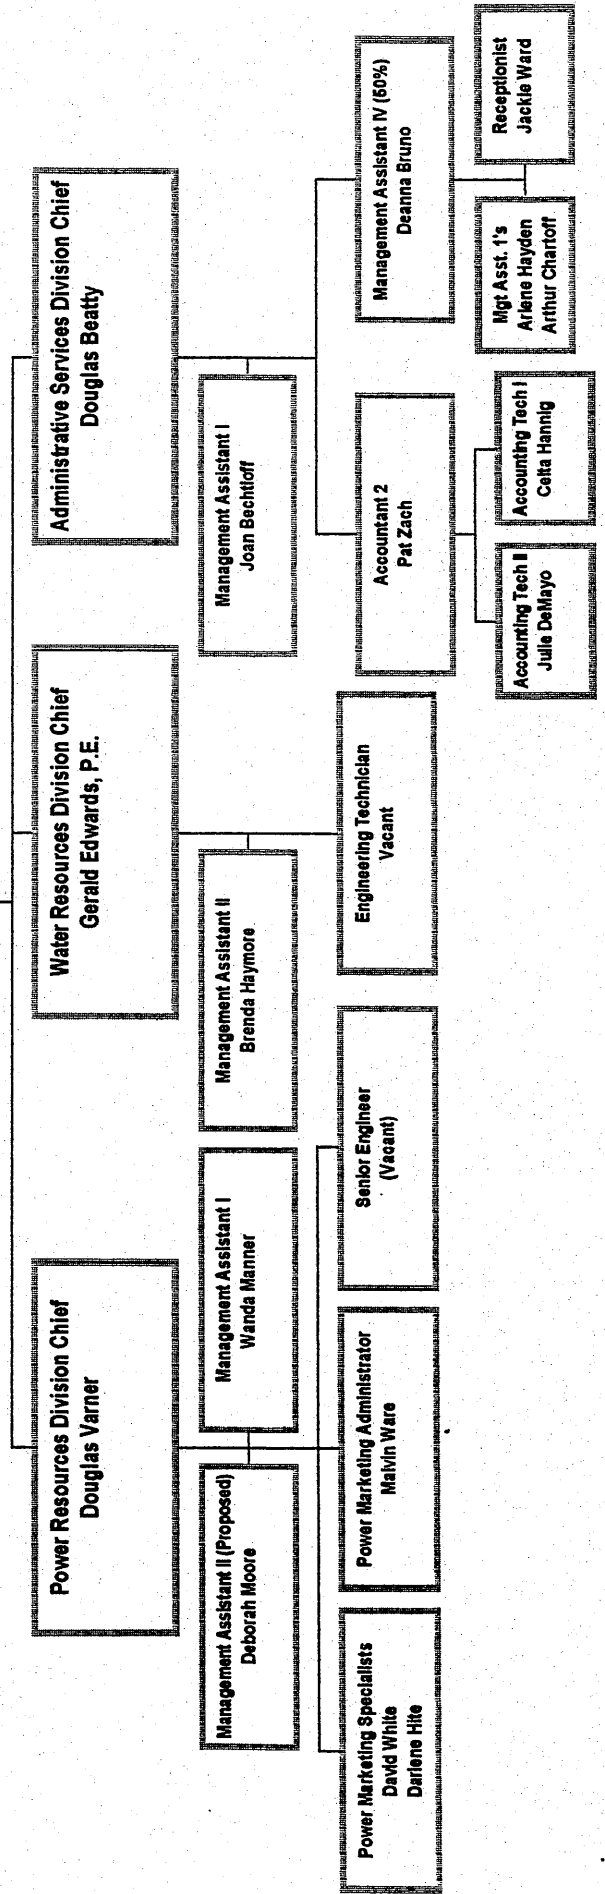 Power Resources Division Chief
Douglas Varner
Water Resources Division Chief
Gerald Edwards, P.E.
Administrative Services Division Chief
Douglas Beatty
Management Assistant II (Proposed)
Deborah Moore
Management Assistant I
Wanda Manner
Management Assistant II
Brenda Haymore
Management Assistant I
Joan Bechtloff
Power Marketing Specialists
David White
Darlene Hite
Power Marketing Administrator
Malvin Ware
Senior Engineer
(Vacant)
Engineering Technician
Vacant
Accountant 2
Pat Zach
Management Assistant IV (60%)
Deanna Bruno
Accounting Tech II
Julie DeMayo
Accounting Tech I
Celta Hannig
Mgt Asst. 1's
Arlene Hayden
Arthur Chartoff
Receptionist
Jackie Ward